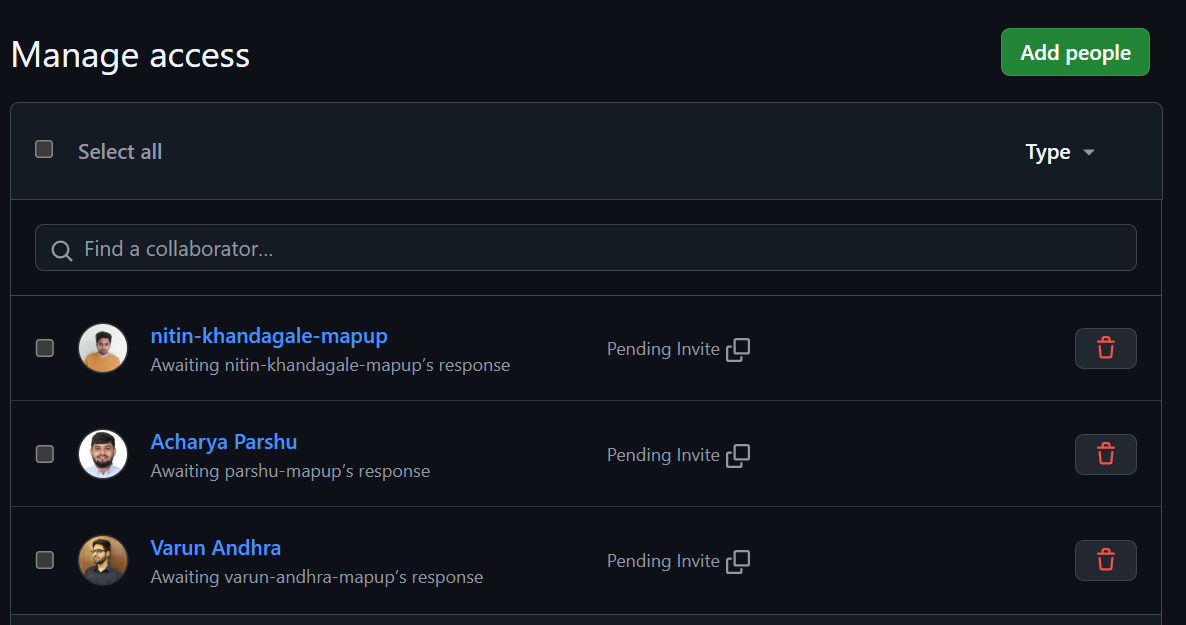 Manage access
Add people
Select all
Type
Find a collaborator...
nitin-khandagale-mapup
Awaiting nitin-khandagale-mapup’s response
Pending Invite
Acharya Parshu
Awaiting parshu-mapup’s response
Pending Invite
Varun Andhra
Awaiting varun-andhra-mapup’s response
Pending Invite